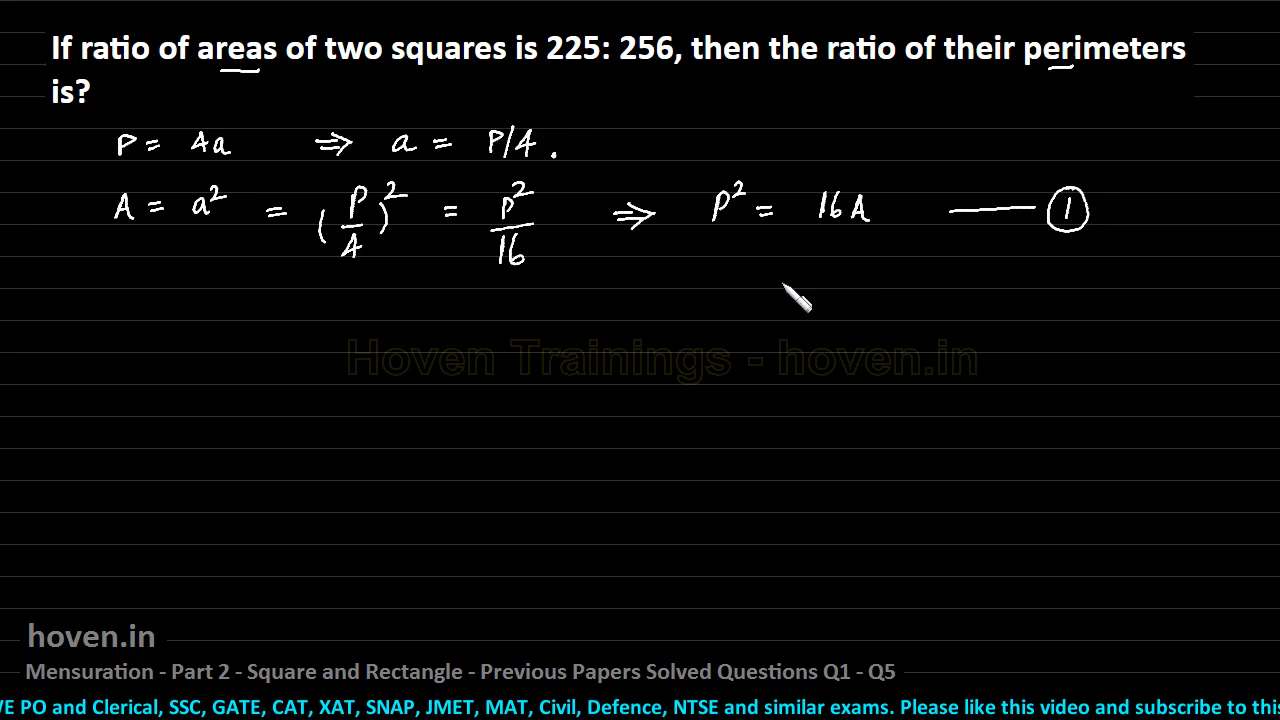 If ratio of areas of two squares is 225: 256, then the ratio of their perimeters
is?
P = 4a ⇒ a = P/4 .
A = a² = (P/4)² = P²/16 ⇒ P² = 16A —— ①
Hoven Trainings - hoven.in
hoven.in
Mensuration - Part 2 - Square and Rectangle - Previous Papers Solved Questions Q1 - Q5
VE PO and Clerical, SSC, GATE, CAT, XAT, SNAP, JMET, MAT, Civil, Defence, NTSE and similar exams. Please like this video and subscribe to this